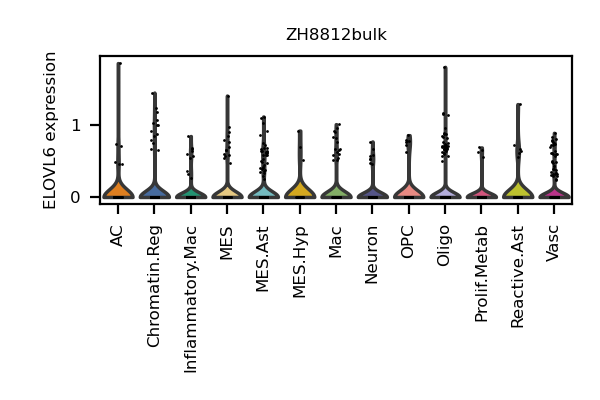 ZH8812bulk
ELOVL6 expression
1
0
AC
Chromatin.Reg
Inflammatory.Mac
MES
MES.Ast
MES.Hyp
Mac
Neuron
OPC
Oligo
Prolif.Metab
Reactive.Ast
Vasc